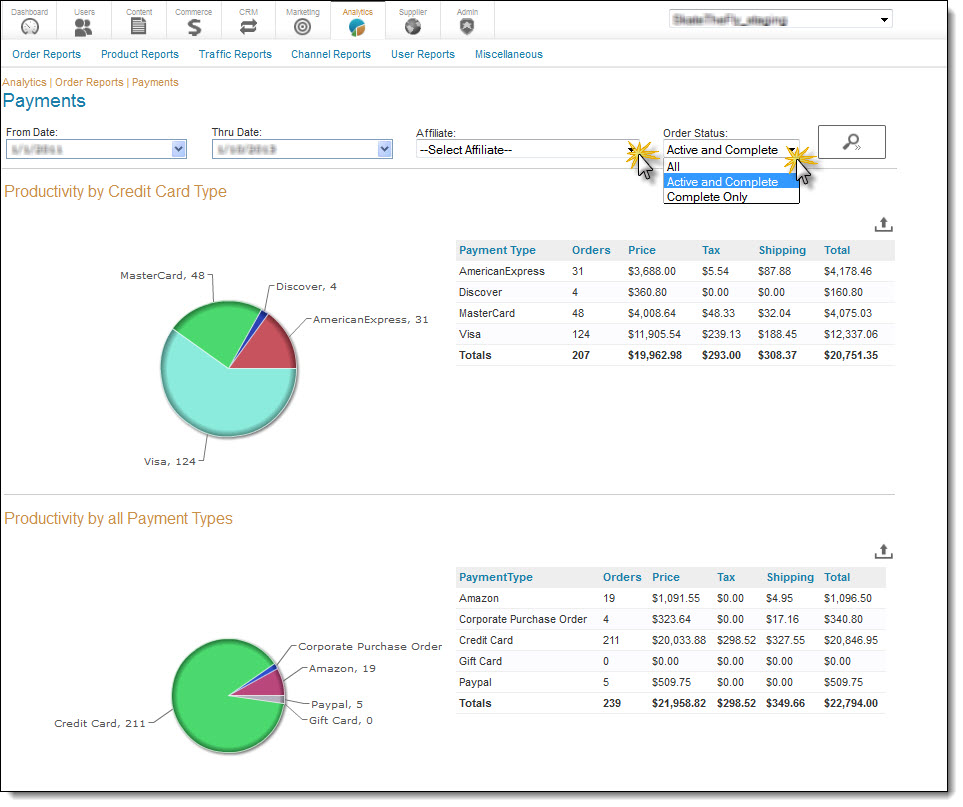 Dashboard Users Content Commerce CRM Marketing Analytics Supplier Admin
Order Reports Product Reports Traffic Reports Channel Reports User Reports Miscellaneous
Analytics | Order Reports | Payments
Payments
From Date: Thru Date: Affiliate: Order Status:
--Select Affiliate-- Active and Complete
All
Active and Complete
Complete Only
Productivity by Credit Card Type
MasterCard, 48
Discover, 4
AmericanExpress, 31
Visa, 124
Payment Type Orders Price Tax Shipping Total
AmericanExpress 31 $3,688.00 $5.54 $87.88 $4,178.46
Discover 4 $360.80 $0.00 $0.00 $160.80
MasterCard 48 $4,008.64 $48.33 $32.04 $4,075.03
Visa 124 $11,905.54 $239.13 $188.45 $12,337.06
Totals 207 $19,962.98 $293.00 $308.37 $20,751.35
Productivity by all Payment Types
Corporate Purchase Order
Amazon, 19
Paypal, 5
Gift Card, 0
Credit Card, 211
PaymentType Orders Price Tax Shipping Total
Amazon 19 $1,091.55 $0.00 $4.95 $1,096.50
Corporate Purchase Order 4 $323.64 $0.00 $17.16 $340.80
Credit Card 211 $20,033.88 $298.52 $327.55 $20,846.95
Gift Card 0 $0.00 $0.00 $0.00 $0.00
Paypal 5 $509.75 $0.00 $0.00 $509.75
Totals 239 $21,958.82 $298.52 $349.66 $22,794.00